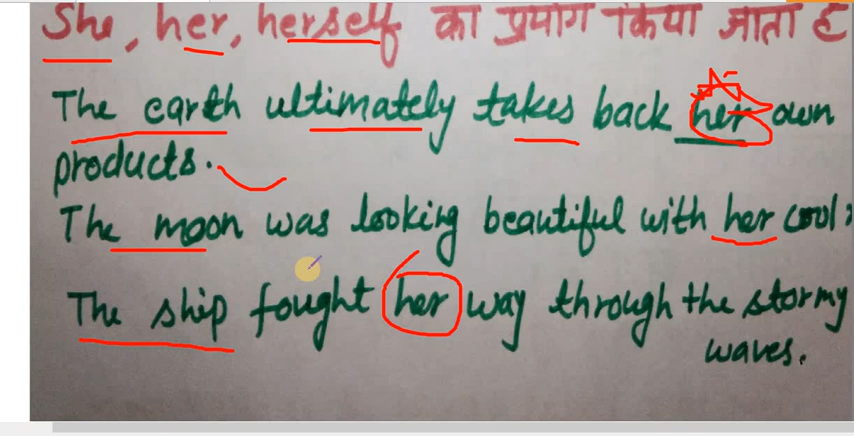 She, her, herself का प्रयोग किया जाता है
The earth ultimately takes back her own
products.
The moon was looking beautiful with her cool
The ship fought her way through the stormy
waves.